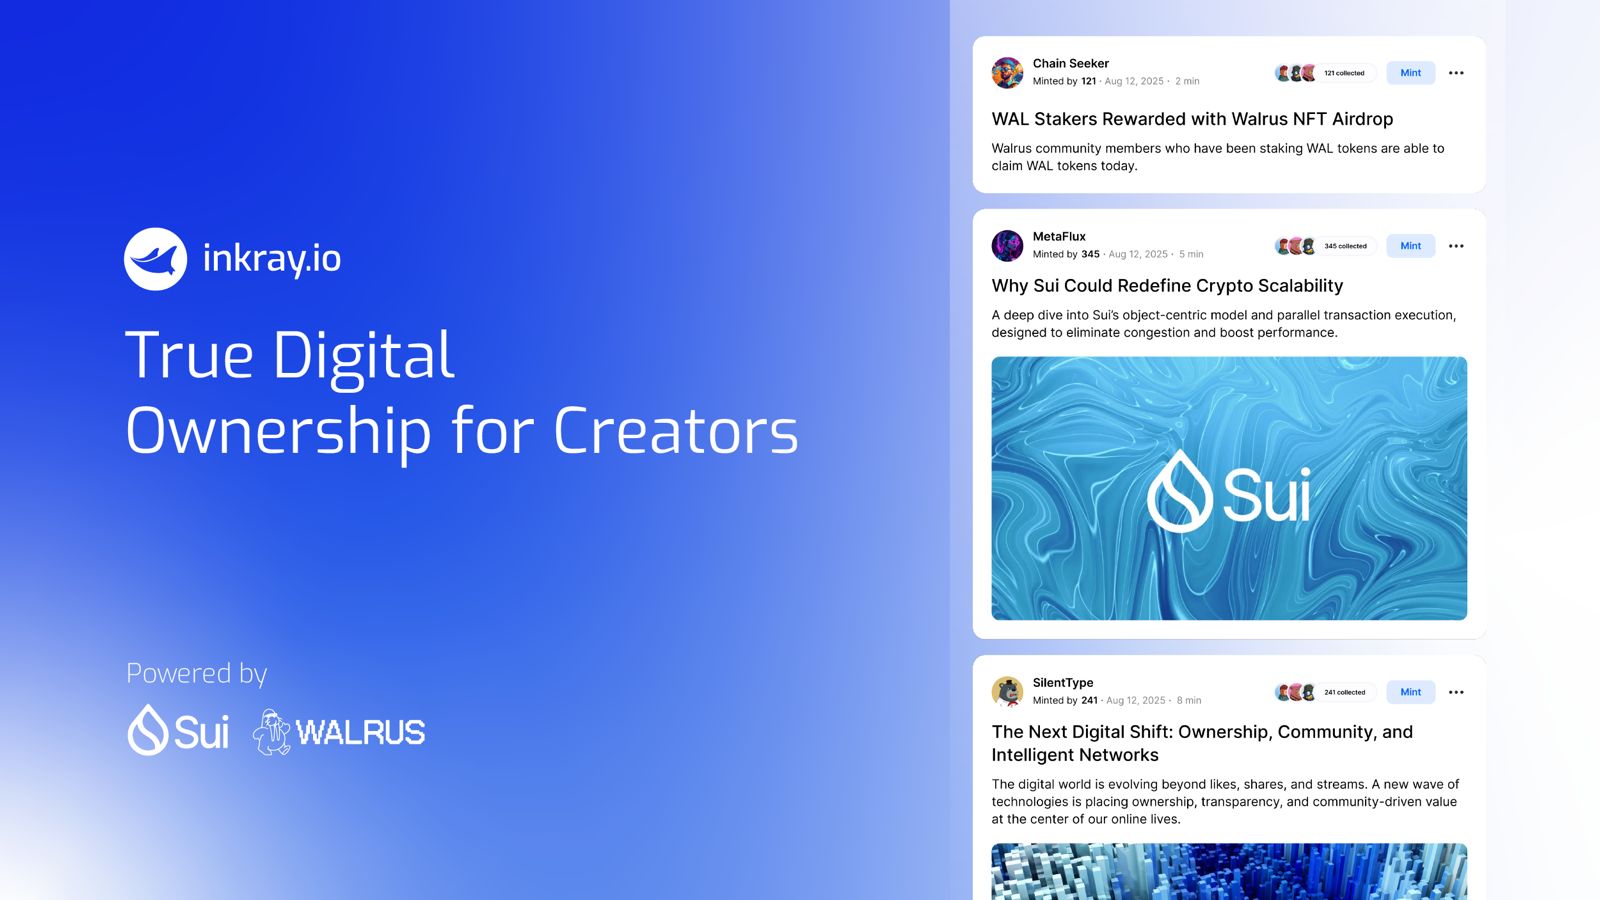 inkray.io
True Digital
Ownership for Creators
Powered by
Sui WALRUS
Chain Seeker
Minted by 121 · Aug 12, 2025 · 2 min
121 collected
Mint
WAL Stakers Rewarded with Walrus NFT Airdrop
Walrus community members who have been staking WAL tokens are able to
claim WAL tokens today.
MetaFlux
Minted by 345 · Aug 12, 2025 · 5 min
345 collected
Mint
Why Sui Could Redefine Crypto Scalability
A deep dive into Sui's object-centric model and parallel transaction execution,
designed to eliminate congestion and boost performance.
Sui
SilentType
Minted by 241 · Aug 12, 2025 · 8 min
241 collected
Mint
The Next Digital Shift: Ownership, Community, and
Intelligent Networks
The digital world is evolving beyond likes, shares, and streams. A new wave of
technologies is placing ownership, transparency, and community-driven value
at the center of our online lives.